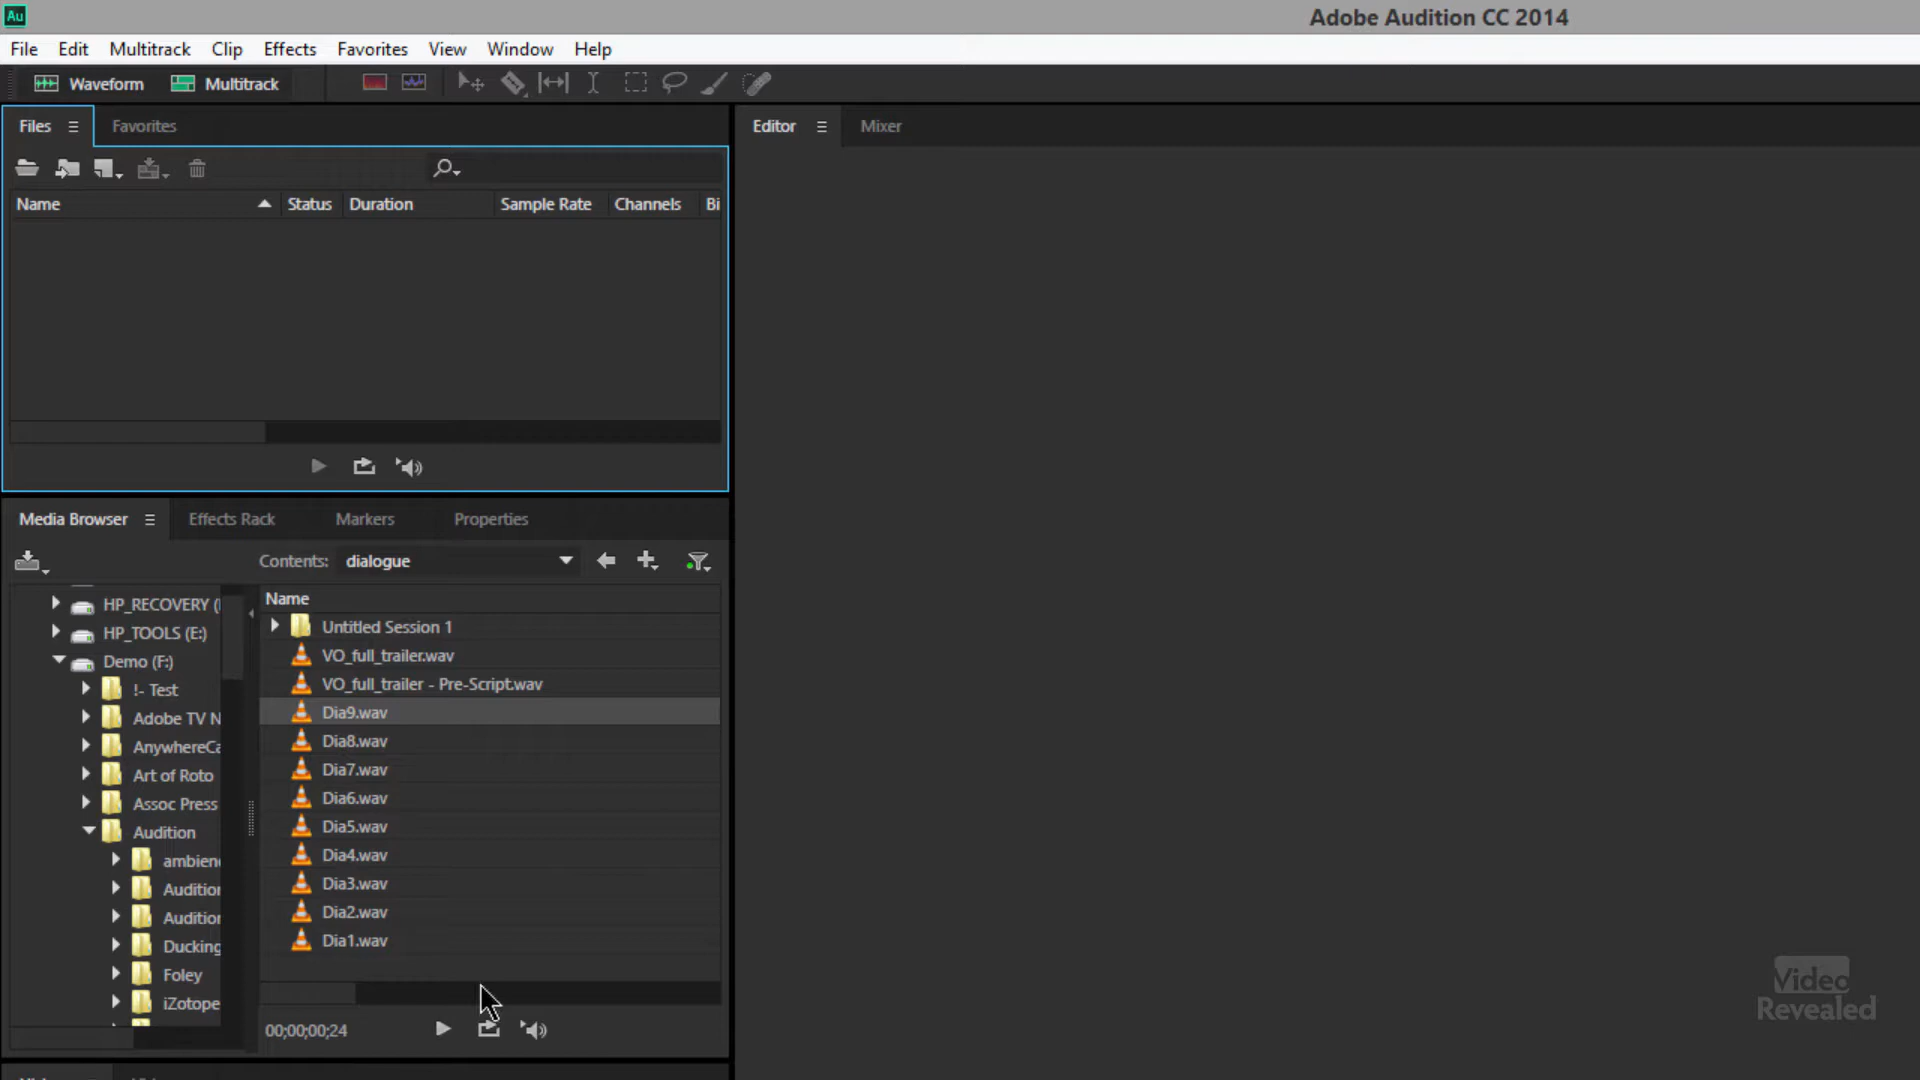 Au
Adobe Audition CC 2014
File Edit Multitrack Clip Effects Favorites View Window Help
Waveform Multitrack
Files Favorites
Editor Mixer
Name Status Duration Sample Rate Channels Bi
Media Browser Effects Rack Markers Properties
Contents: dialogue
HP_RECOVERY (
HP_TOOLS (E:)
Demo (F:)
!- Test
Adobe TV N
AnywhereCa
Art of Roto
Assoc Press
Audition
ambien
Audition
Audition
Ducking
Foley
iZotope
Name
Untitled Session 1
VO_full_trailer.wav
VO_full_trailer - Pre-Script.wav
Dia9.wav
Dia8.wav
Dia7.wav
Dia6.wav
Dia5.wav
Dia4.wav
Dia3.wav
Dia2.wav
Dia1.wav
00;00;00;24
Video
Revealed